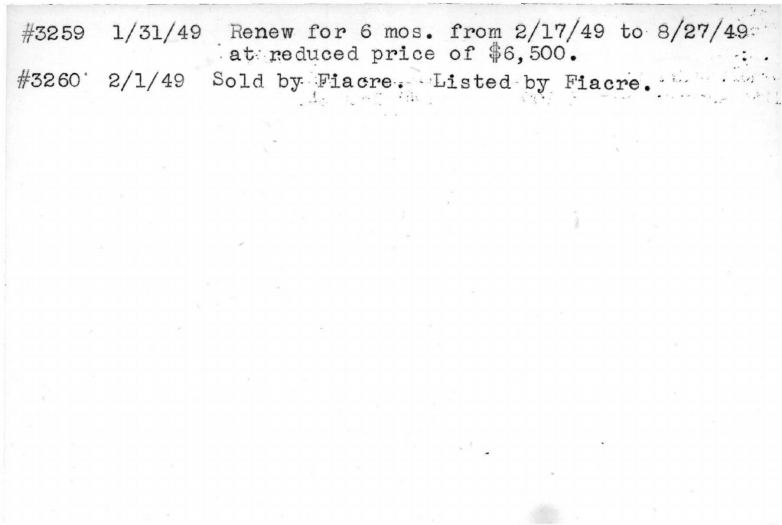 #3259 1/31/49 Renew for 6 mos. from 2/17/49 to 8/27/49
at reduced price of $6,500.
#3260 2/1/49 Sold by Fiacre. Listed by Fiacre.